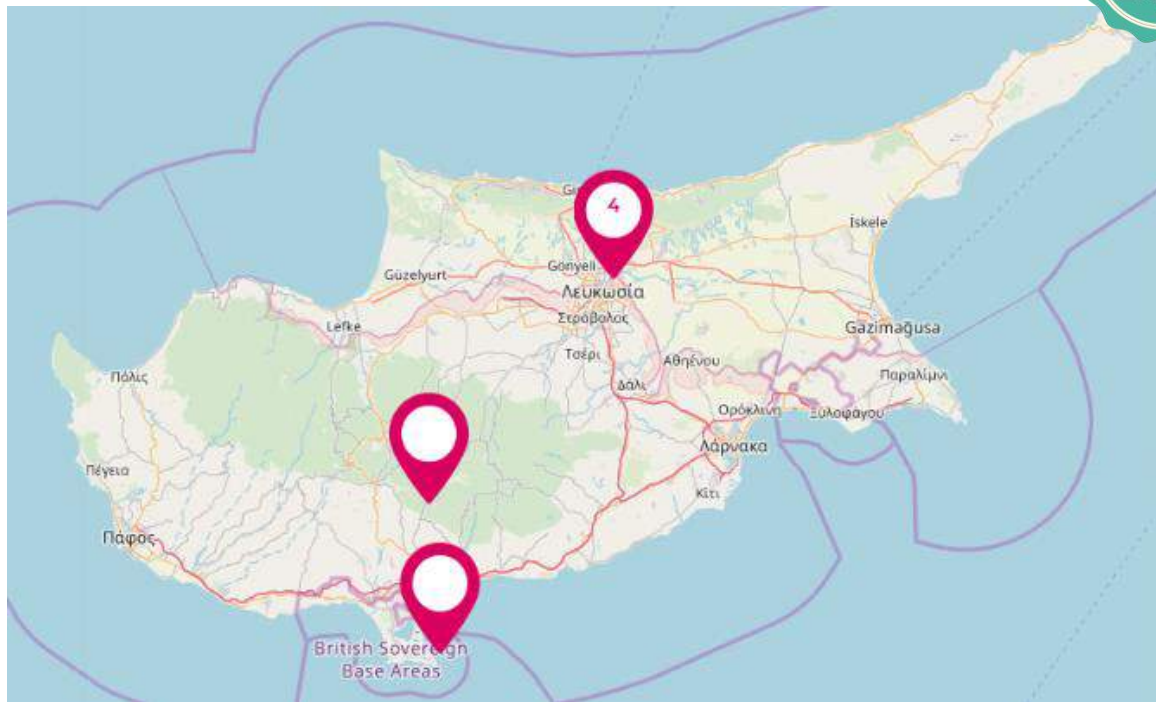 4
İskele
Gönyeli
Güzelyurt
Λευκωσία
Στρόβολος
Lefke
Gazimağusa
Τσέρι
Αθηένου
Πόλις
Δάλι
Παραλίμνι
Ορόκλινη
Ξυλοφάγου
Λάρνακα
Πέγεια
Κίτι
Πάφος
British Sovereign
Base Areas